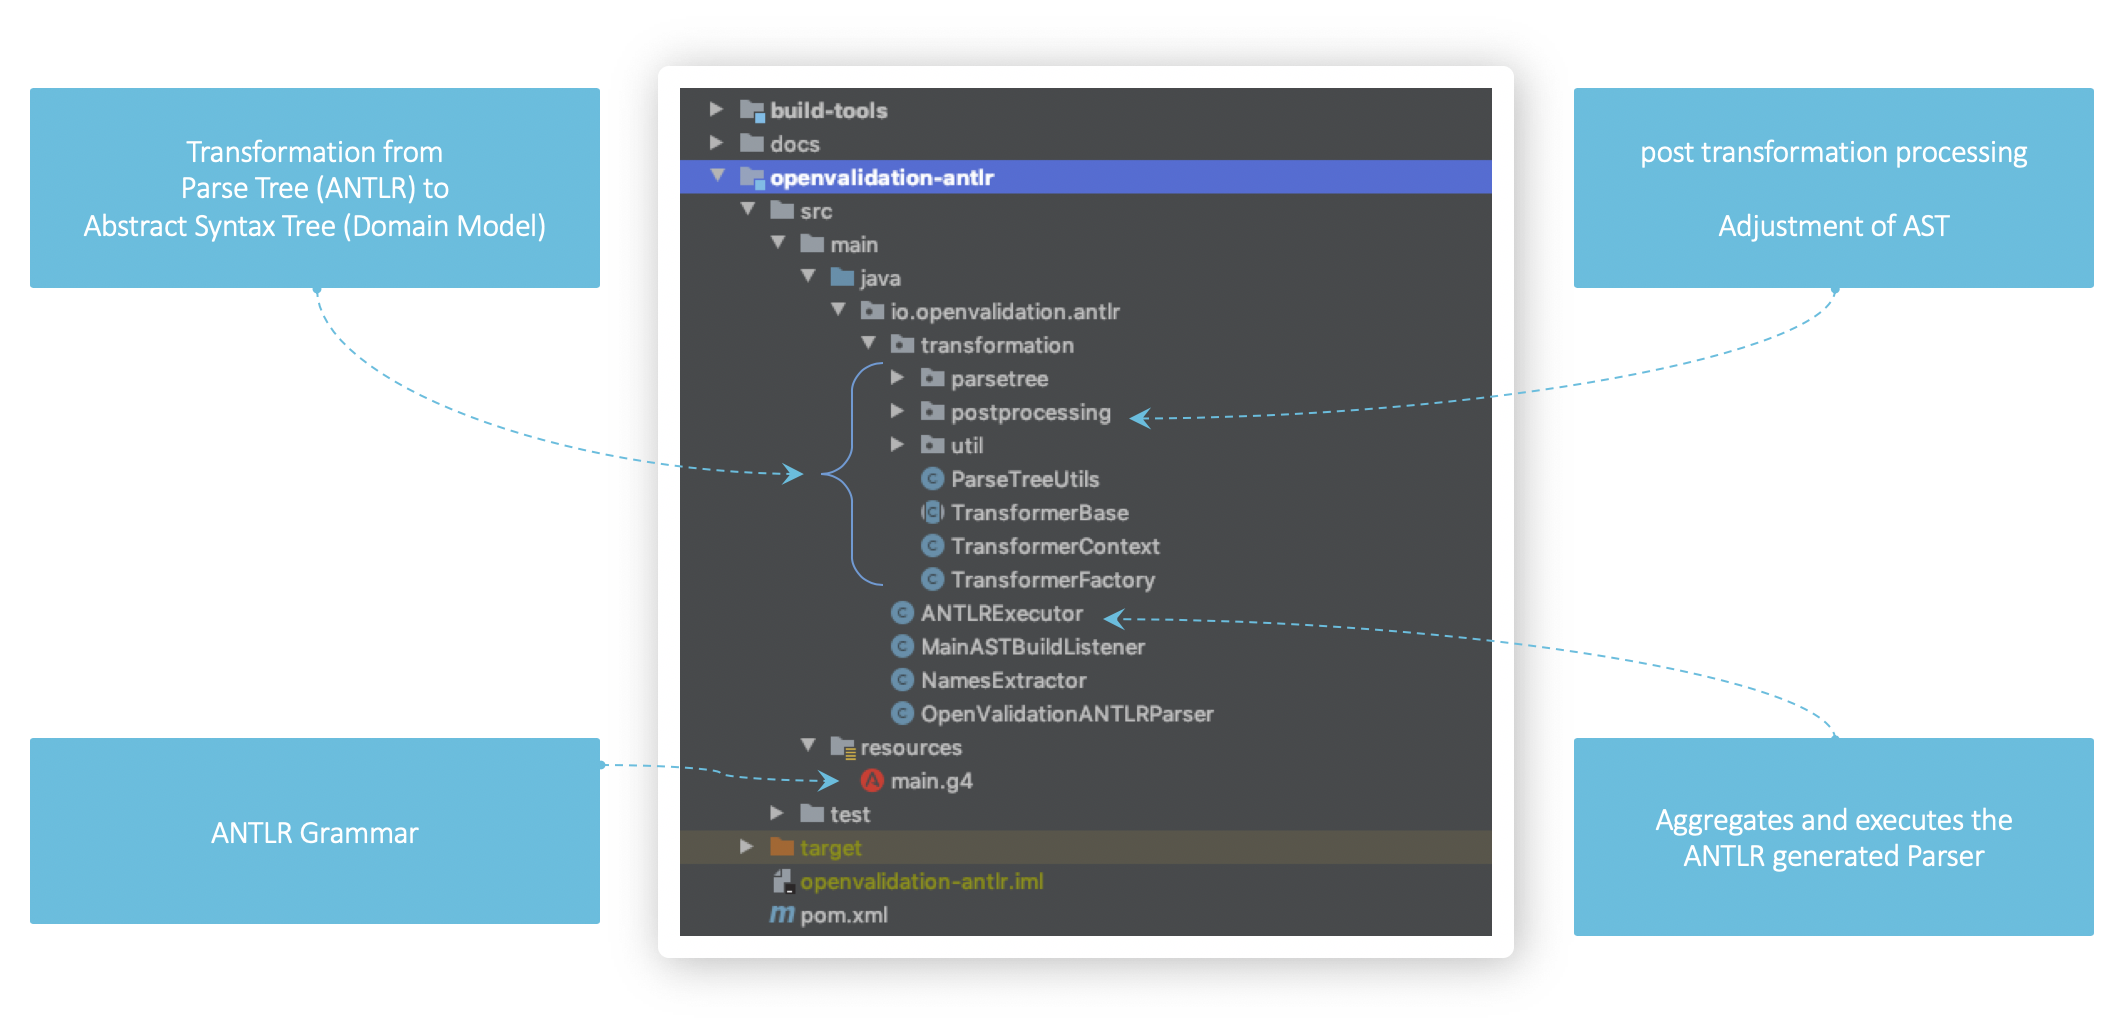 Transformation from
Parse Tree (ANTLR) to
Abstract Syntax Tree (Domain Model)
build-tools
docs
openvalidation-antlr
src
main
java
io.openvalidation.antlr
transformation
parsetree
postprocessing
util
ParseTreeUtils
TransformerBase
TransformerContext
TransformerFactory
ANTLRExecutor
MainASTBuildListener
NamesExtractor
OpenValidationANTLRParser
resources
main.g4
test
target
openvalidation-antlr.iml
pom.xml
post transformation processing
Adjustment of AST
ANTLR Grammar
Aggregates and executes the
ANTLR generated Parser